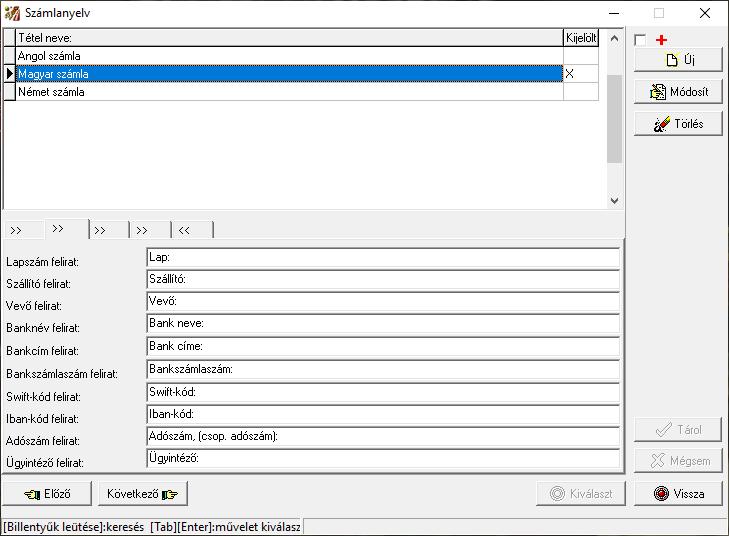 Számlanyelv
Tétel neve: Kijelölt
Angol számla
Magyar számla X
Német számla
Új
Módosít
Törlés
>> >> >> >> <<
Lapszám felirat: Lap:
Szállító felirat: Szállító:
Vevő felirat: Vevő:
Banknév felirat: Bank neve:
Bankcím felirat: Bank címe:
Bankszámlaszám felirat: Bankszámlaszám:
Swift-kód felirat: Swift-kód:
Iban-kód felirat: Iban-kód:
Adószám felirat: Adószám, (csop. adószám):
Ügyintéző felirat: Ügyintéző:
Tárol
Mégsem
Előző Következő Kiválaszt Vissza
[Billentyűk leütése]:keresés [Tab][Enter]:művelet kiválasz